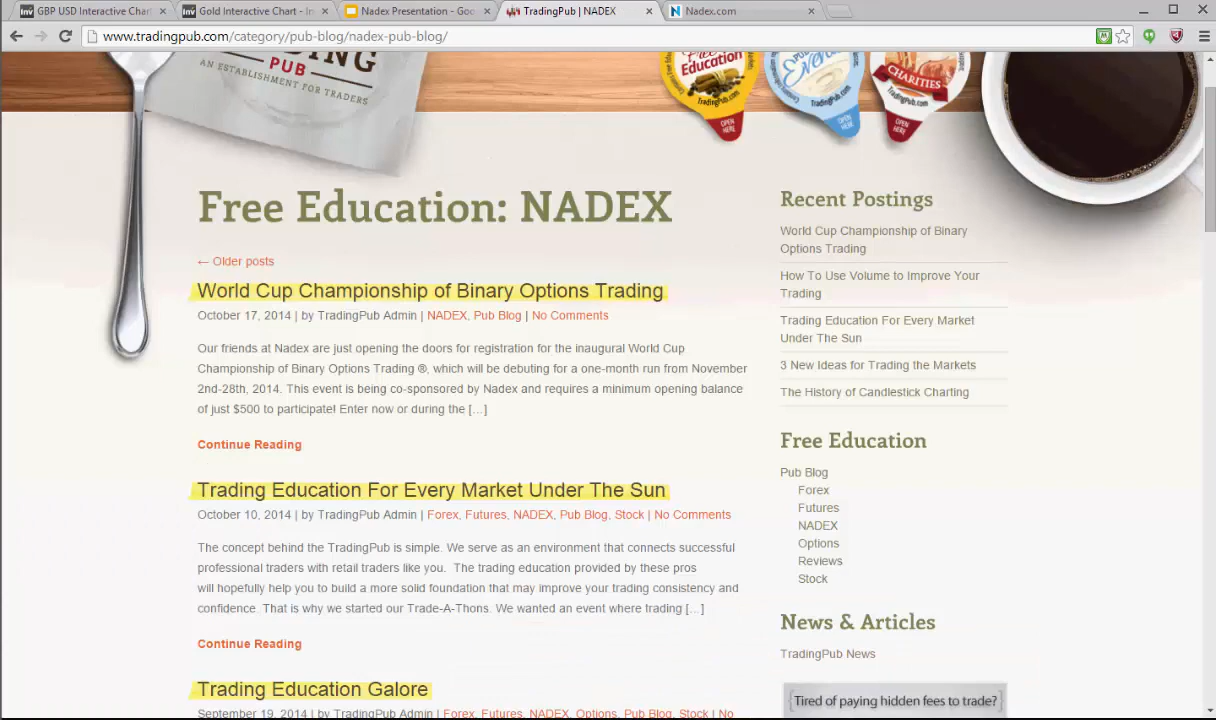 GBP USD Interactive Chart
Gold Interactive Chart - In
Nadex Presentation - Goo
TradingPub | NADEX
Nadex.com
www.tradingpub.com/category/pub-blog/nadex-pub-blog/
PUB
AN ESTABLISHMENT FOR TRADERS
Free Education
TradingPub.com
OPEN HERE
TradingPub.com
OPEN HERE
CHARITIES
TradingPub.com
OPEN HERE
Free Education: NADEX
← Older posts
World Cup Championship of Binary Options Trading
October 17, 2014 | by TradingPub Admin | NADEX, Pub Blog | No Comments
Our friends at Nadex are just opening the doors for registration for the inaugural World Cup
Championship of Binary Options Trading ®, which will be debuting for a one-month run from November
2nd-28th, 2014. This event is being co-sponsored by Nadex and requires a minimum opening balance
of just $500 to participate! Enter now or during the […]
Continue Reading
Trading Education For Every Market Under The Sun
October 10, 2014 | by TradingPub Admin | Forex, Futures, NADEX, Pub Blog, Stock | No Comments
The concept behind the TradingPub is simple. We serve as an environment that connects successful
professional traders with retail traders like you. The trading education provided by these pros
will hopefully help you to build a more solid foundation that may improve your trading consistency and
confidence. That is why we started our Trade-A-Thons. We wanted an event where trading […]
Continue Reading
Trading Education Galore
September 19, 2014 | by TradingPub Admin | Forex, Futures, NADEX, Options, Pub Blog, Stock | No
Recent Postings
World Cup Championship of Binary
Options Trading
How To Use Volume to Improve Your
Trading
Trading Education For Every Market
Under The Sun
3 New Ideas for Trading the Markets
The History of Candlestick Charting
Free Education
Pub Blog
Forex
Futures
NADEX
Options
Reviews
Stock
News & Articles
TradingPub News
{Tired of paying hidden fees to trade?}